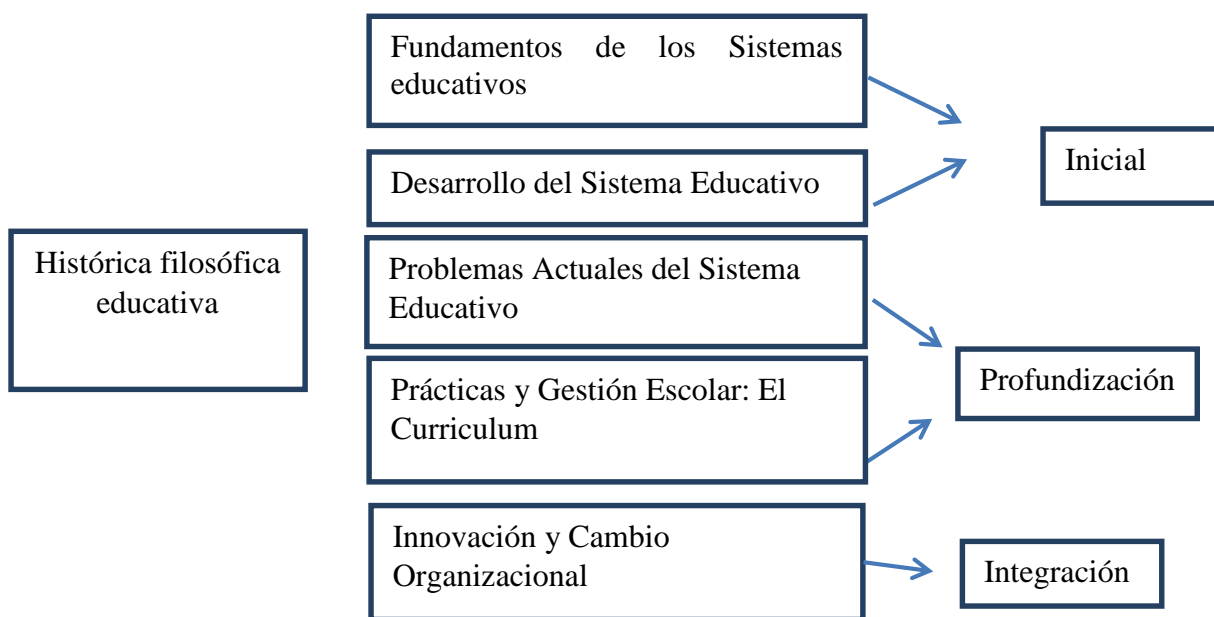 Fundamentos de los Sistemas
educativos
Inicial
Desarrollo del Sistema Educativo
Histórica filosófica
educativa
Problemas Actuales del Sistema
Educativo
Prácticas y Gestión Escolar: El
Curriculum
Profundización
Innovación y Cambio
Organizacional
Integración